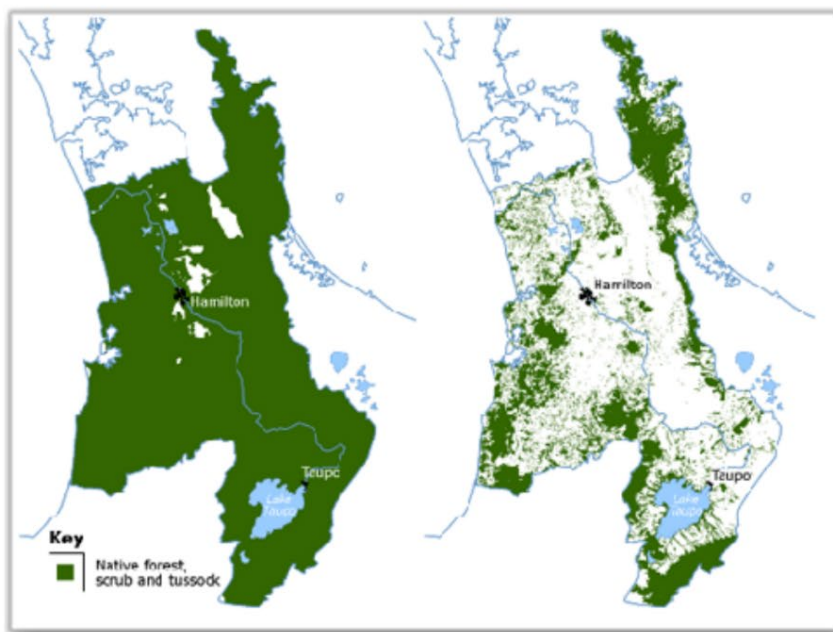 Hamilton
Taupo
Lake
Taupo
Key
Native forest,
scrub and tussock
Hamilton
Taupo
Lake
Taupo